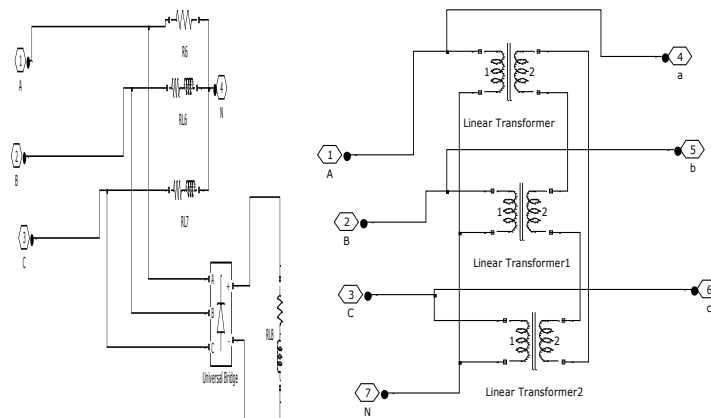 1
A
R6
RL6
4
N
2
B
RL7
3
C
A
+
B
C
-
Universal Bridge
RL8
1
2
Linear Transformer
4
a
1
A
5
b
2
B
1
2
Linear Transformer1
3
C
6
c
1
2
Linear Transformer2
7
N